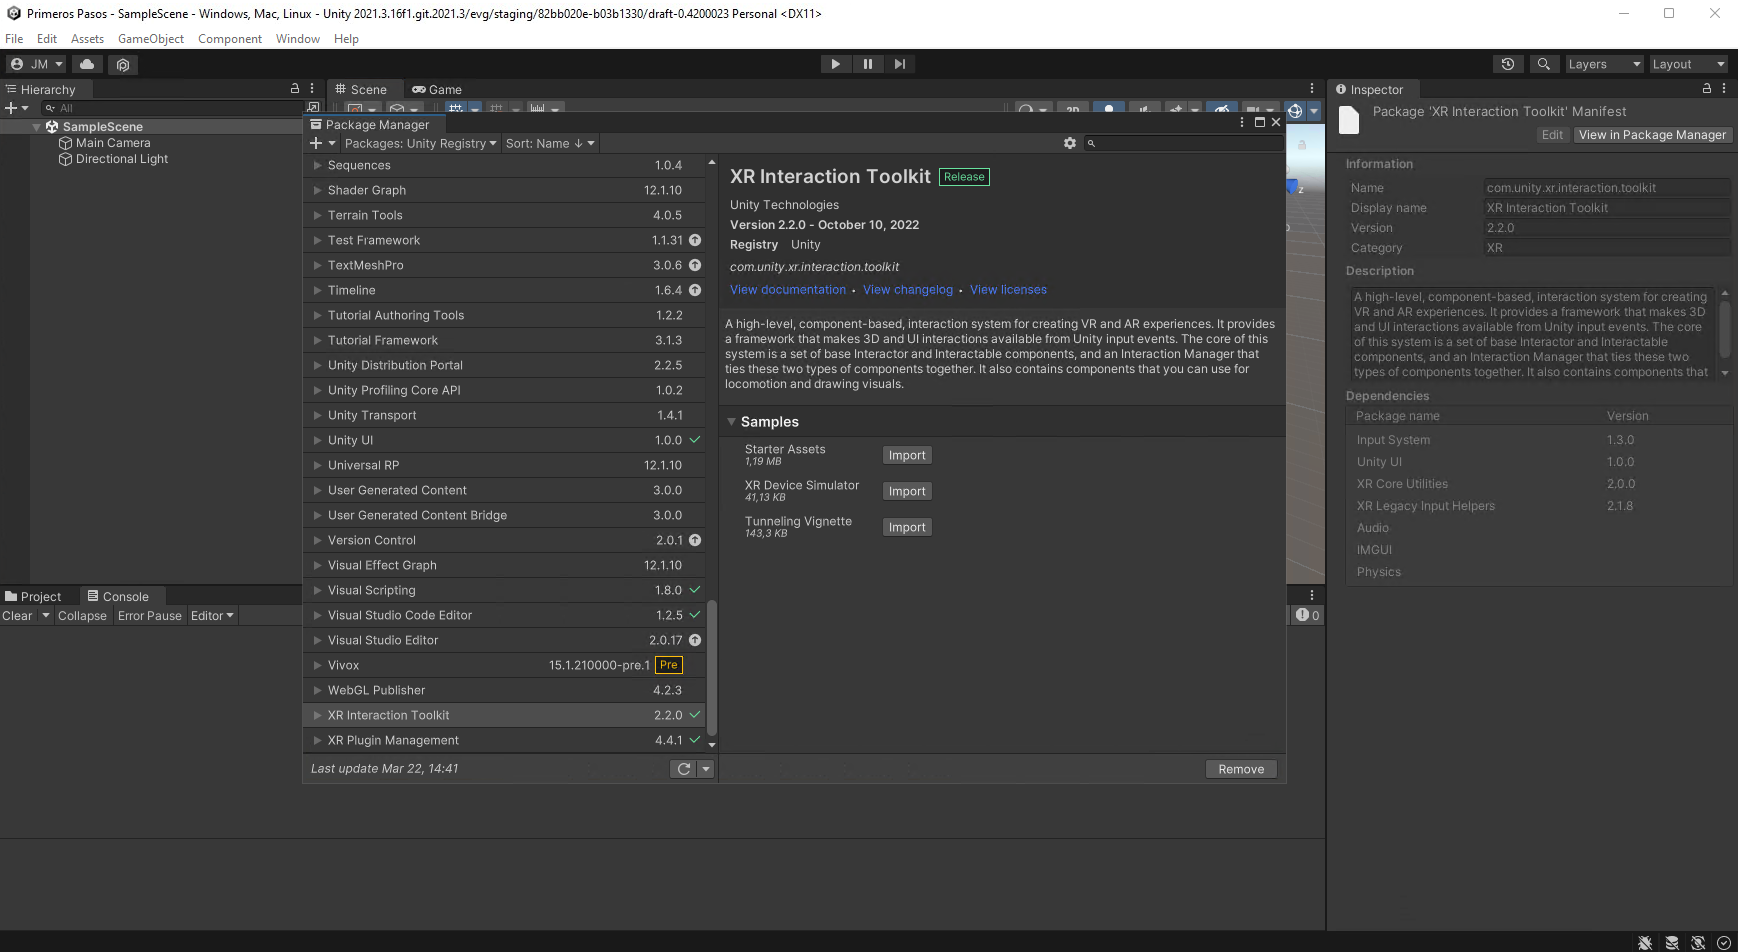 Primeros Pasos - SampleScene - Windows, Mac, Linux - Unity 2021.3.16f1.git.2021.3/evg/staging/82bb020e-b03b1330/draft-0.4200023 Personal <DX11>
File Edit Assets GameObject Component Window Help
JM Layers Layout
Hierarchy
All
SampleScene
Main Camera
Directional Light
Scene Game
Package Manager
Packages: Unity Registry Sort: Name ↓
Sequences 1.0.4
Shader Graph 12.1.10
Terrain Tools 4.0.5
Test Framework 1.1.31
TextMeshPro 3.0.6
Timeline 1.6.4
Tutorial Authoring Tools 1.2.2
Tutorial Framework 3.1.3
Unity Distribution Portal 2.2.5
Unity Profiling Core API 1.0.2
Unity Transport 1.4.1
Unity UI 1.0.0
Universal RP 12.1.10
User Generated Content 3.0.0
User Generated Content Bridge 3.0.0
Version Control 2.0.1
Visual Effect Graph 12.1.10
Visual Scripting 1.8.0
Visual Studio Code Editor 1.2.5
Visual Studio Editor 2.0.17
Vivox 15.1.210000-pre.1 Pre
WebGL Publisher 4.2.3
XR Interaction Toolkit 2.2.0
XR Plugin Management 4.4.1
Last update Mar 22, 14:41
XR Interaction Toolkit Release
Unity Technologies
Version 2.2.0 - October 10, 2022
Registry Unity
com.unity.xr.interaction.toolkit
View documentation • View changelog • View licenses
A high-level, component-based, interaction system for creating VR and AR experiences. It provides
a framework that makes 3D and UI interactions available from Unity input events. The core of this
system is a set of base Interactor and Interactable components, and an Interaction Manager that
ties these two types of components together. It also contains components that you can use for
locomotion and drawing visuals.
Samples
Starter Assets
1,19 MB
Import
XR Device Simulator
41,13 KB
Import
Tunneling Vignette
143,3 KB
Import
Remove
z
Project Console
Clear Collapse Error Pause Editor
0
Inspector
Package 'XR Interaction Toolkit' Manifest
Edit View in Package Manager
Information
Name com.unity.xr.interaction.toolkit
Display name XR Interaction Toolkit
Version 2.2.0
Category XR
Description
A high-level, component-based, interaction system for creating
VR and AR experiences. It provides a framework that makes 3D
and UI interactions available from Unity input events. The core
of this system is a set of base Interactor and Interactable
components, and an Interaction Manager that ties these two
types of components together. It also contains components that
Dependencies
Package name Version
Input System 1.3.0
Unity UI 1.0.0
XR Core Utilities 2.0.0
XR Legacy Input Helpers 2.1.8
Audio
IMGUI
Physics